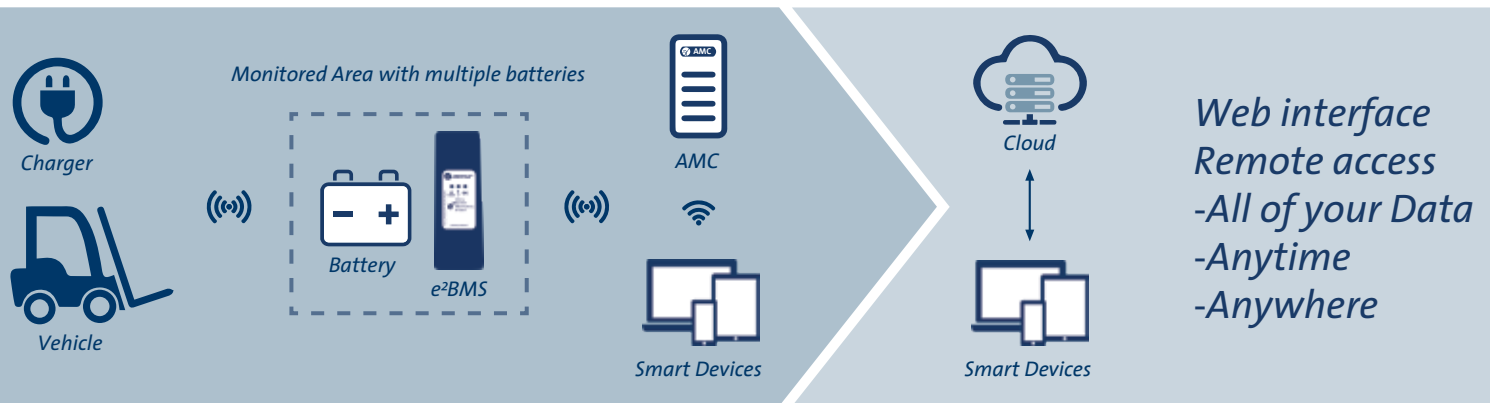 Charger
Vehicle
Monitored Area with multiple batteries
Battery
e²BMS
AMC
AMC
Smart Devices
Cloud
Smart Devices
Web interface
Remote access
-All of your Data
-Anytime
-Anywhere